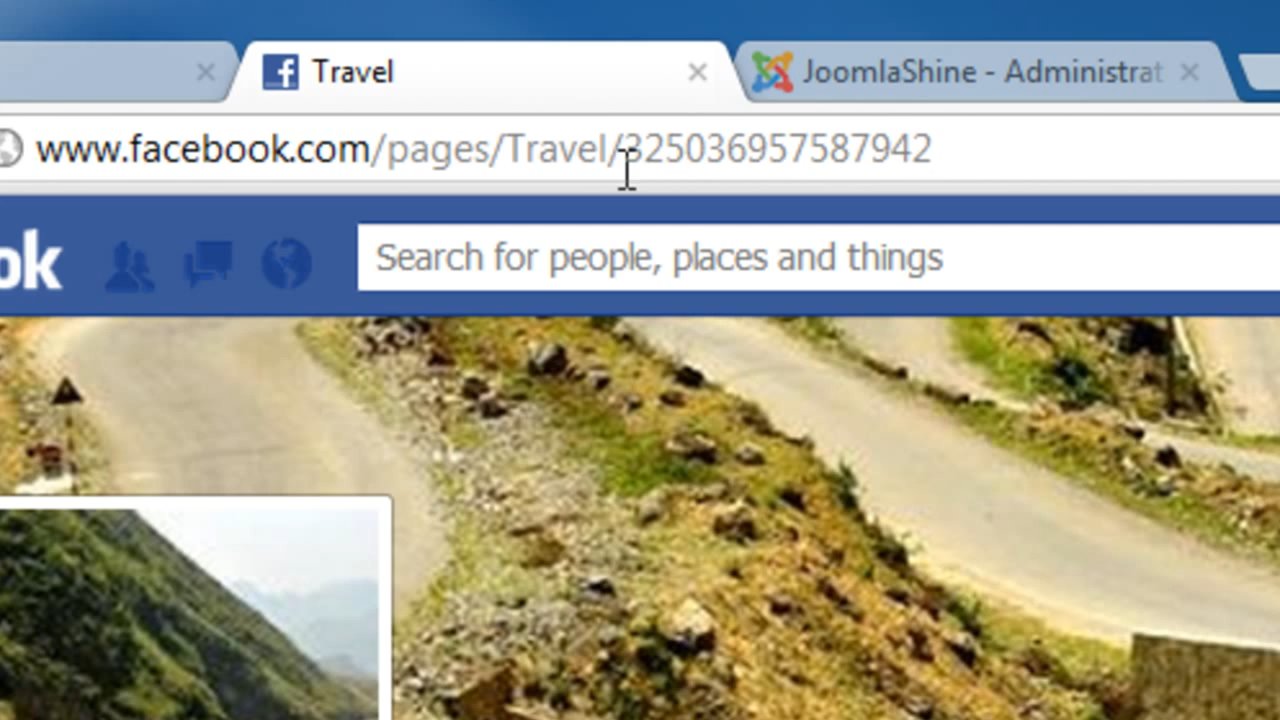 Travel
JoomlaShine - Administrat
www.facebook.com/pages/Travel/325036957587942
ok
Search for people, places and things